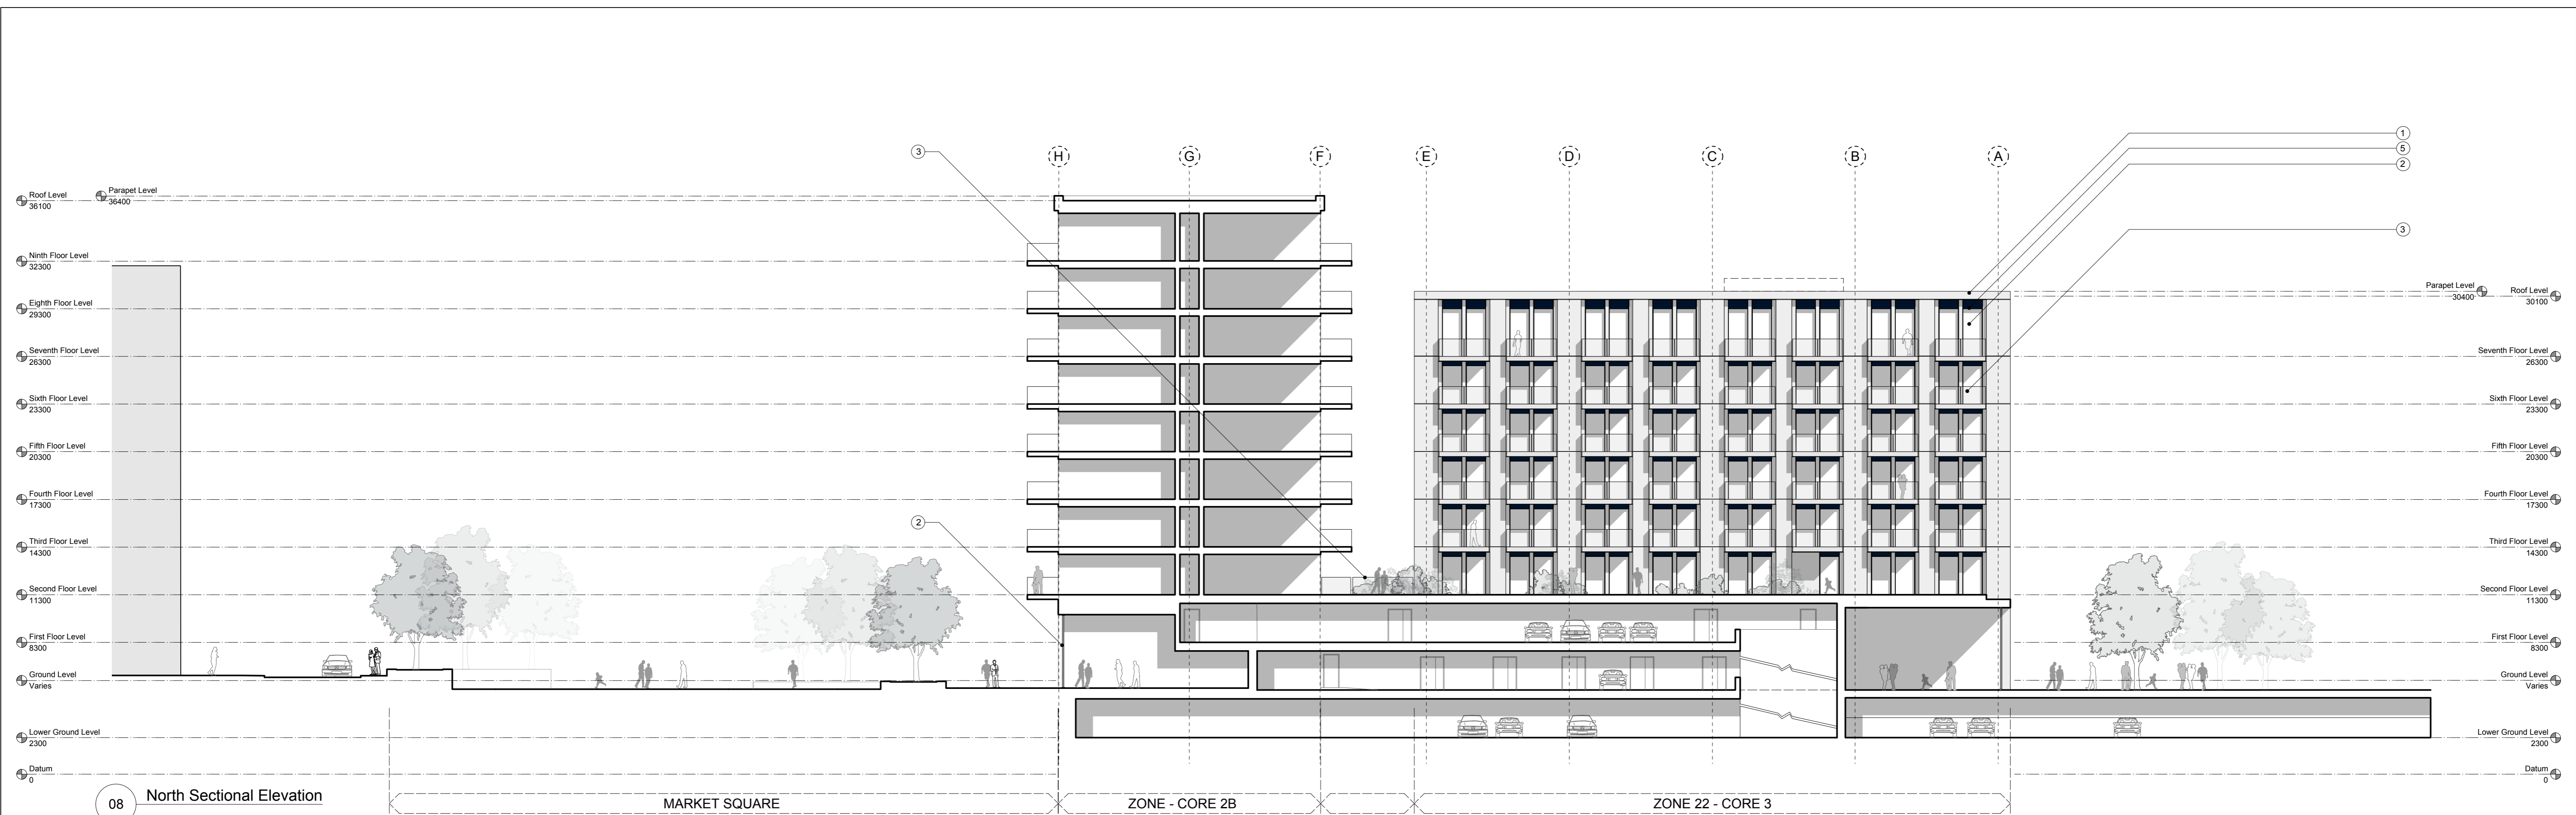 1
5
2
3
3
H
G
F
E
D
C
B
A
Parapet Level
36400
Roof Level
36100
Ninth Floor Level
32300
Eighth Floor Level
29300
Seventh Floor Level
26300
Sixth Floor Level
23300
Fifth Floor Level
20300
Fourth Floor Level
17300
Third Floor Level
14300
Second Floor Level
11300
First Floor Level
8300
Ground Level
Varies
Lower Ground Level
2300
Datum
0
2
Parapet Level
30400
Roof Level
30100
Seventh Floor Level
26300
Sixth Floor Level
23300
Fifth Floor Level
20300
Fourth Floor Level
17300
Third Floor Level
14300
Second Floor Level
11300
First Floor Level
8300
Ground Level
Varies
Lower Ground Level
2300
Datum
0
08 North Sectional Elevation
MARKET SQUARE
ZONE - CORE 2B
ZONE 22 - CORE 3